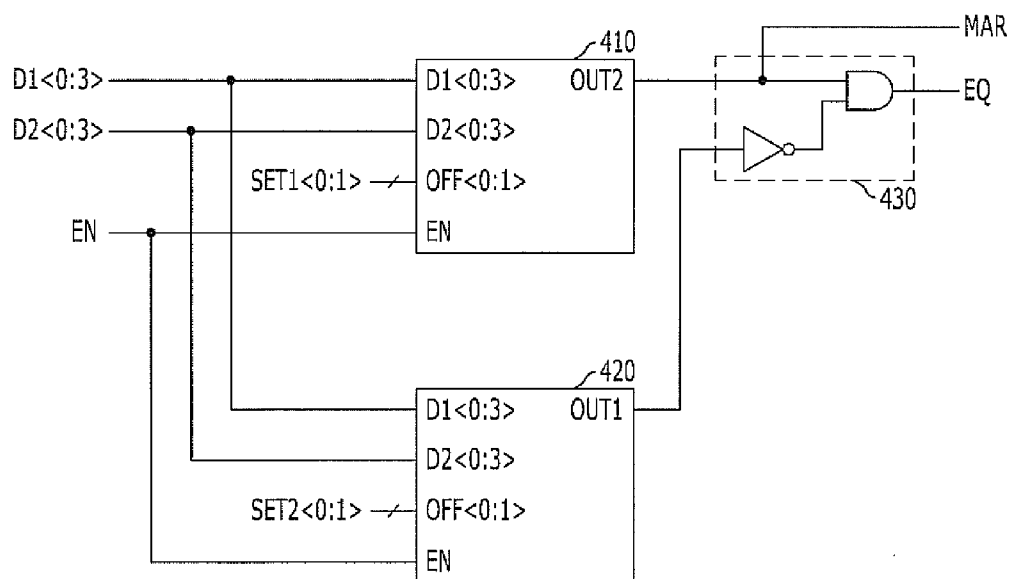 410
MAR
D1<0:3>
D1<0:3>
OUT2
EQ
D2<0:3>
D2<0:3>
SET1<0:1>
OFF<0:1>
430
EN
EN
420
D1<0:3>
OUT1
D2<0:3>
SET2<0:1>
OFF<0:1>
EN